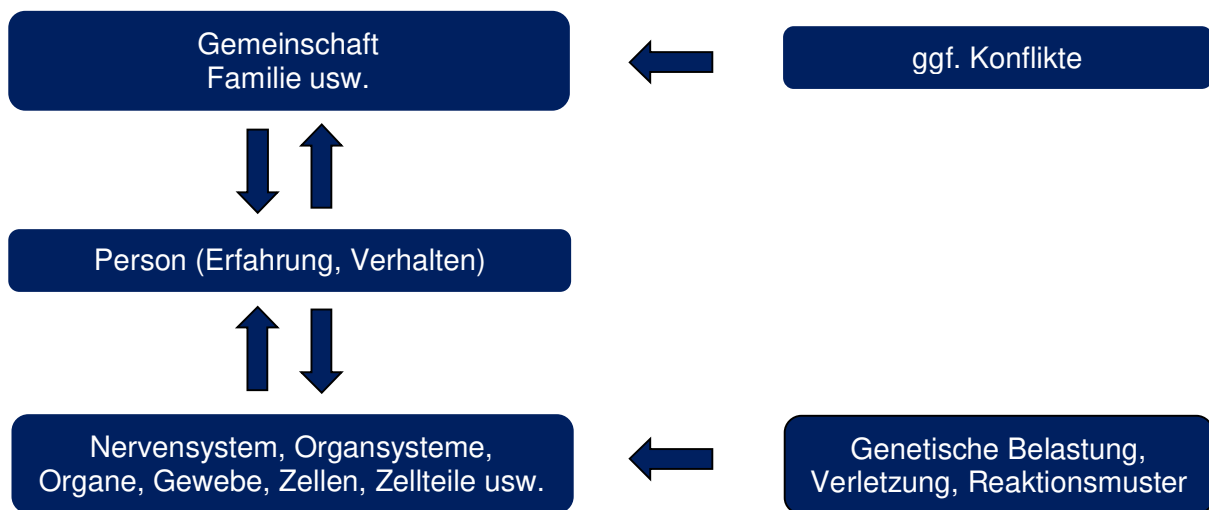 Gemeinschaft
Familie usw.
ggf. Konflikte
Person (Erfahrung, Verhalten)
Nervensystem, Organsysteme,
Organe, Gewebe, Zellen, Zellteile usw.
Genetische Belastung,
Verletzung, Reaktionsmuster